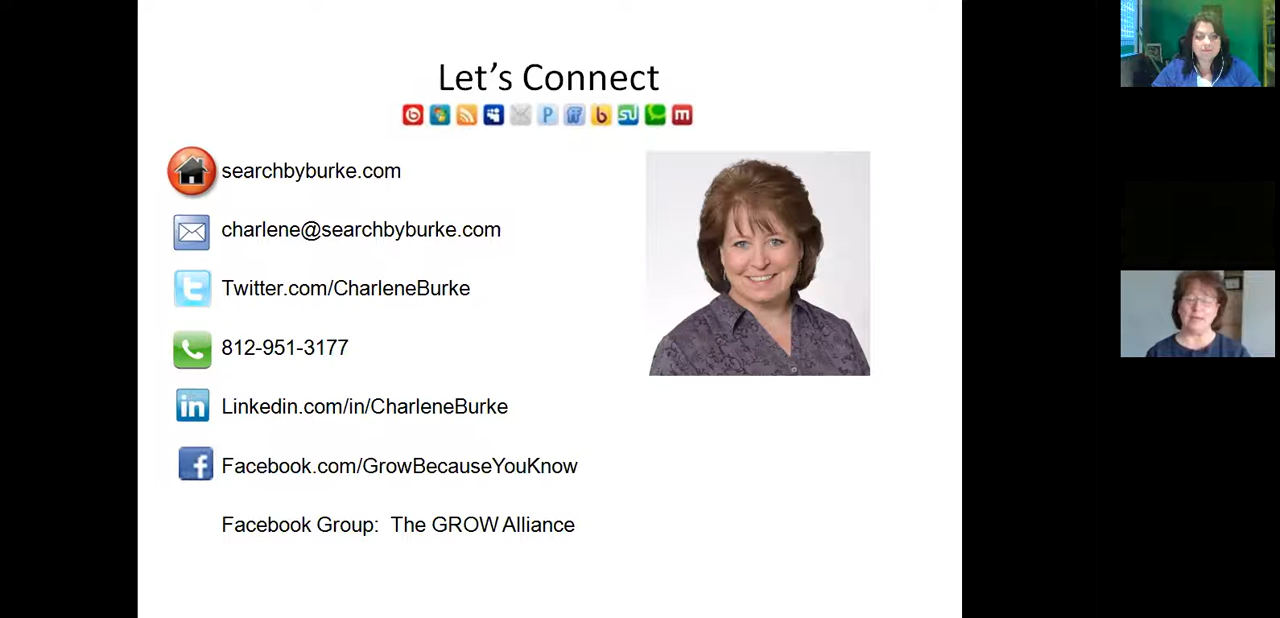 Let's Connect
searchbyburke.com
charlene@searchbyburke.com
Twitter.com/CharleneBurke
812-951-3177
Linkedin.com/in/CharleneBurke
Facebook.com/GrowBecauseYouKnow
Facebook Group: The GROW Alliance